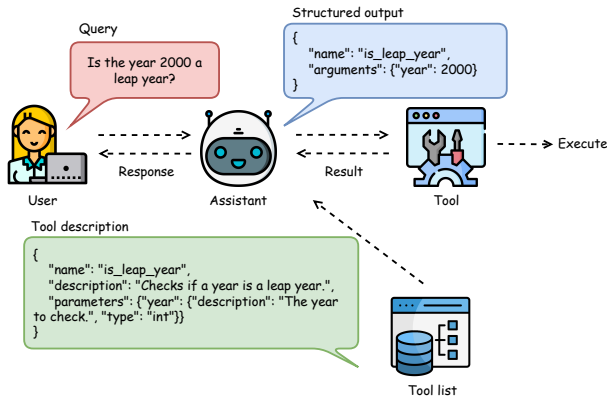 Query
Is the year 2000 a
leap year?
Structured output
{
"name": "is_leap_year",
"arguments": {"year": 2000}
}
Response
Result
Execute
User
Assistant
Tool
Tool description
{
"name": "is_leap_year",
"description": "Checks if a year is a leap year.",
"parameters": {"year": {"description": "The year
to check.", "type": "int"}}
}
Tool list